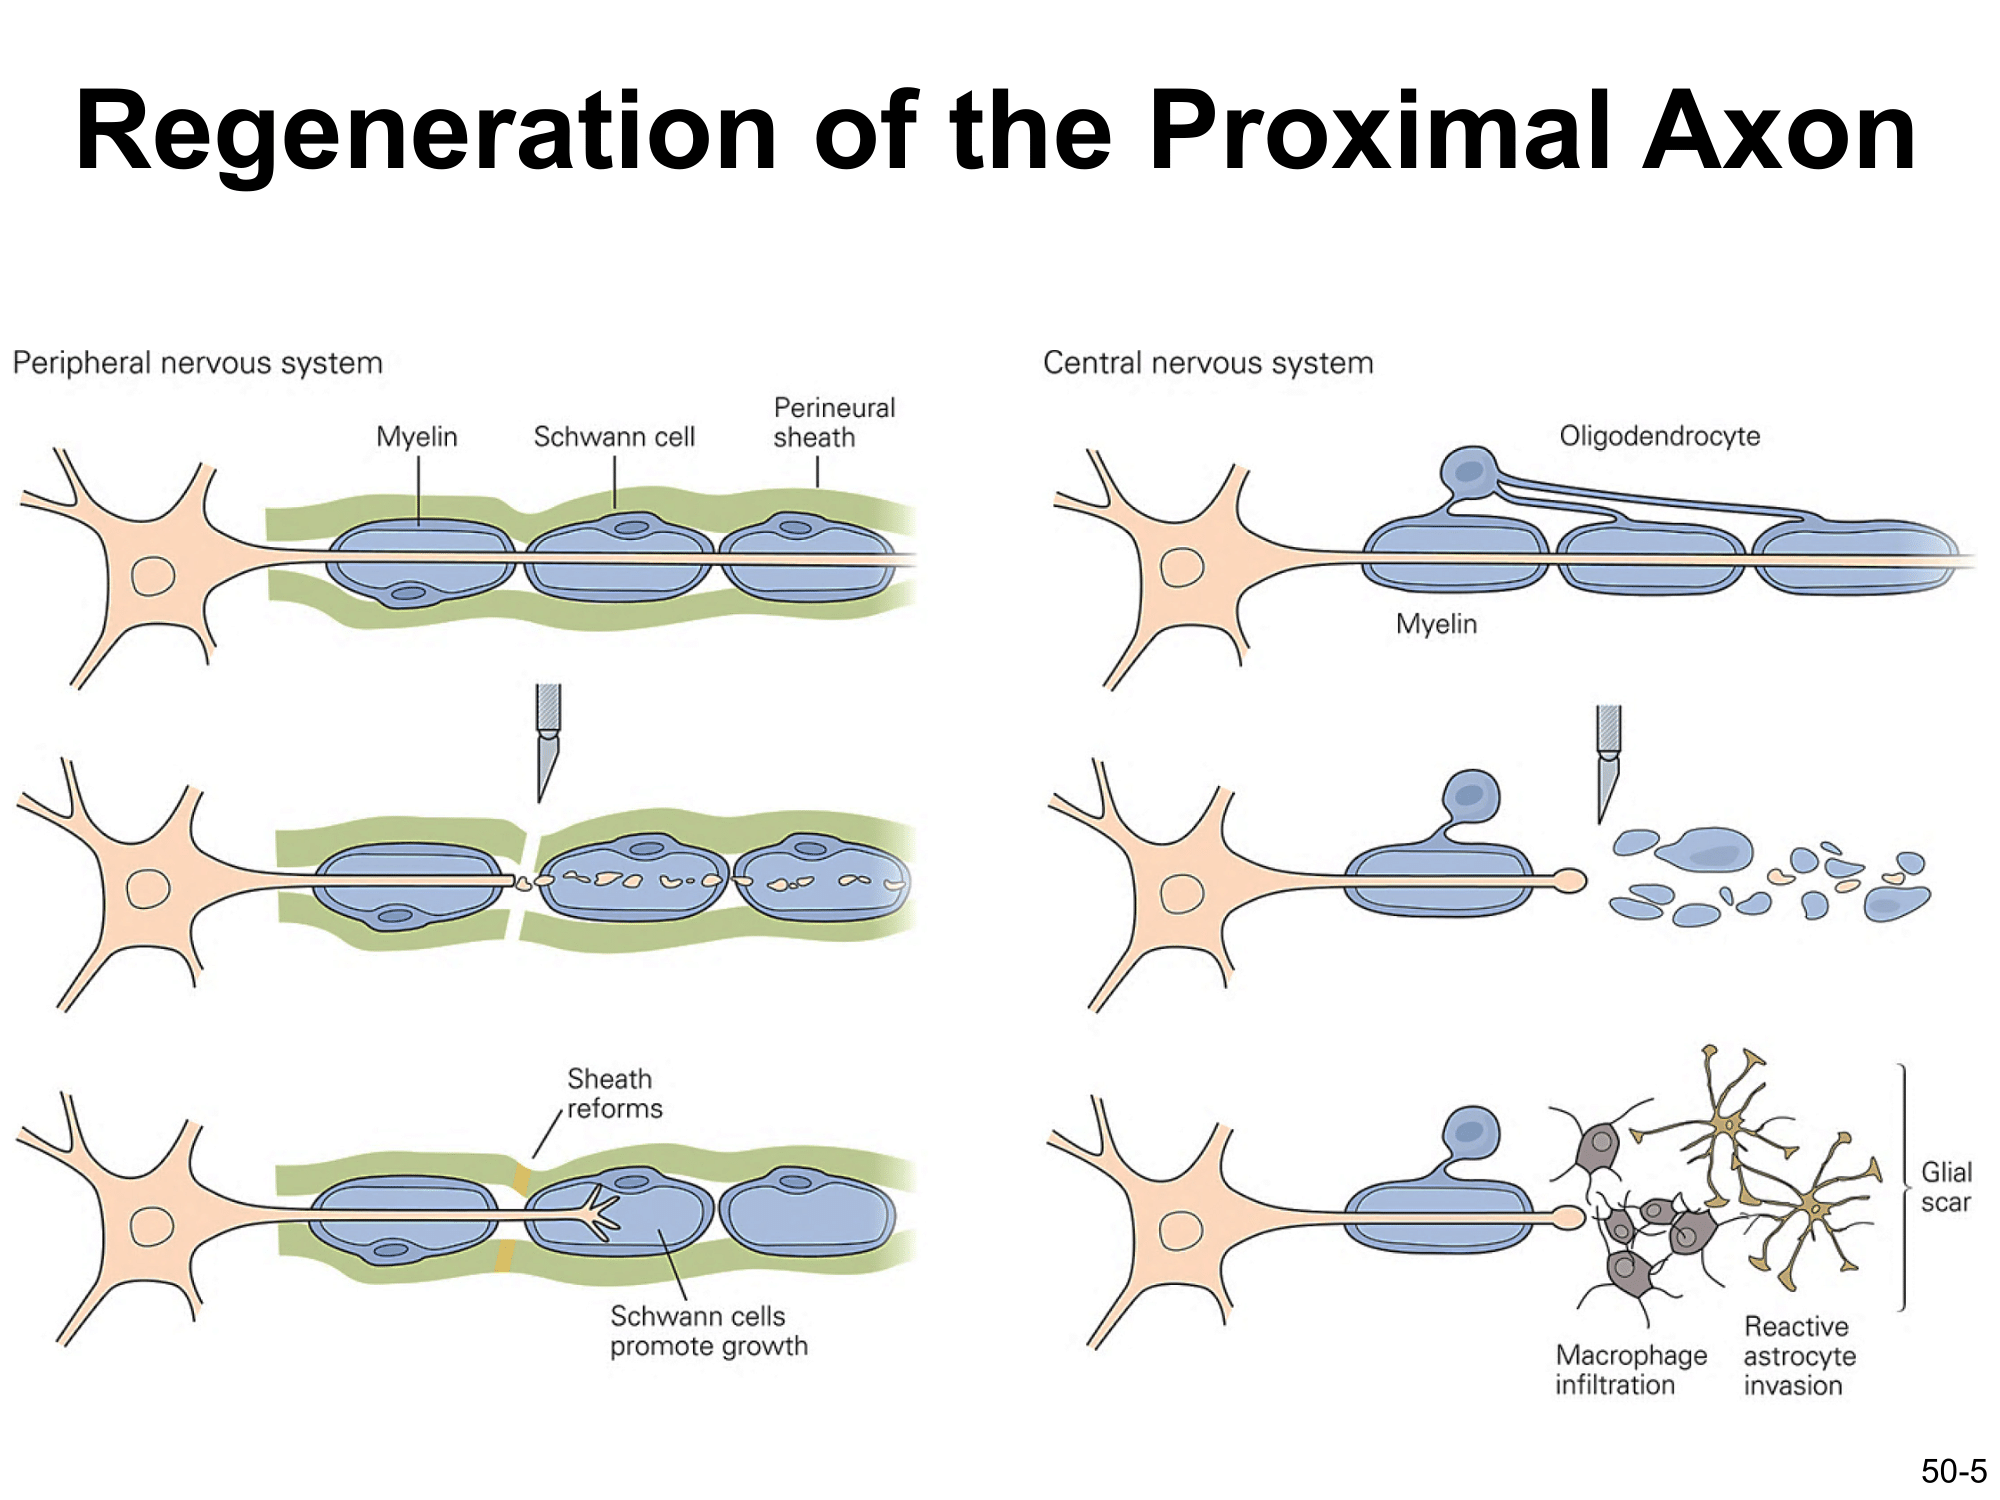 Regeneration of the Proximal Axon
Peripheral nervous system
Myelin
Schwann cell
Perineural
sheath
Sheath
reforms
Schwann cells
promote growth
Central nervous system
Oligodendrocyte
Myelin
Glial
scar
Macrophage
infiltration
Reactive
astrocyte
invasion
50-5